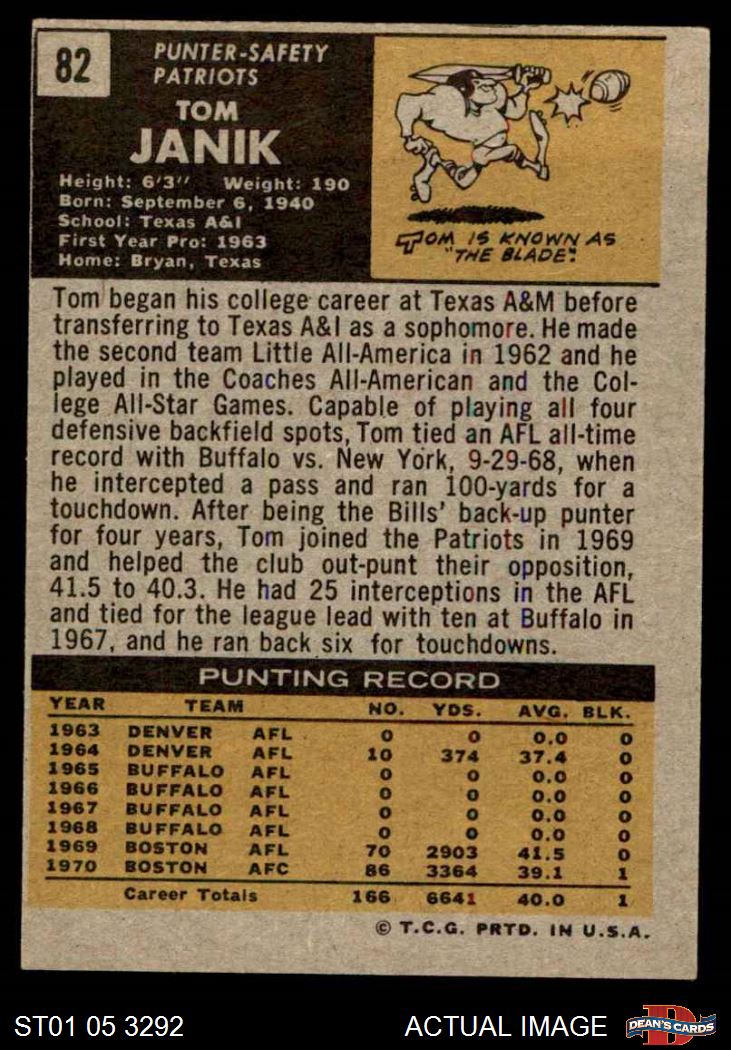 82
PUNTER-SAFETY
PATRIOTS
TOM
JANIK
Height: 6'3" Weight: 190
Born: September 6, 1940
School: Texas A&I
First Year Pro: 1963
Home: Bryan, Texas
TOM IS KNOWN AS
"THE BLADE".
Tom began his college career at Texas A&M before
transferring to Texas A&I as a sophomore. He made
the second team Little All-America in 1962 and he
played in the Coaches All-American and the Col-
lege All-Star Games. Capable of playing all four
defensive backfield spots, Tom tied an AFL all-time
record with Buffalo vs. New York, 9-29-68, when
he intercepted a pass and ran 100-yards for a
touchdown. After being the Bills' back-up punter
for four years, Tom joined the Patriots in 1969
and helped the club out-punt their opposition,
41.5 to 40.3. He had 25 interceptions in the AFL
and tied for the league lead with ten at Buffalo in
1967, and he ran back six for touchdowns.
PUNTING RECORD
YEAR TEAM NO. YDS. AVG. BLK.
1963 DENVER AFL 0 0 0.0 0
1964 DENVER AFL 10 374 37.4 0
1965 BUFFALO AFL 0 0 0.0 0
1966 BUFFALO AFL 0 0 0.0 0
1967 BUFFALO AFL 0 0 0.0 0
1968 BUFFALO AFL 0 0 0.0 0
1969 BOSTON AFL 70 2903 41.5 0
1970 BOSTON AFC 86 3364 39.1 1
Career Totals 166 6641 40.0 1
© T.C.G. PRTD. IN U.S.A.
ST01 05 3292 ACTUAL IMAGE D DEAN'S CARDS